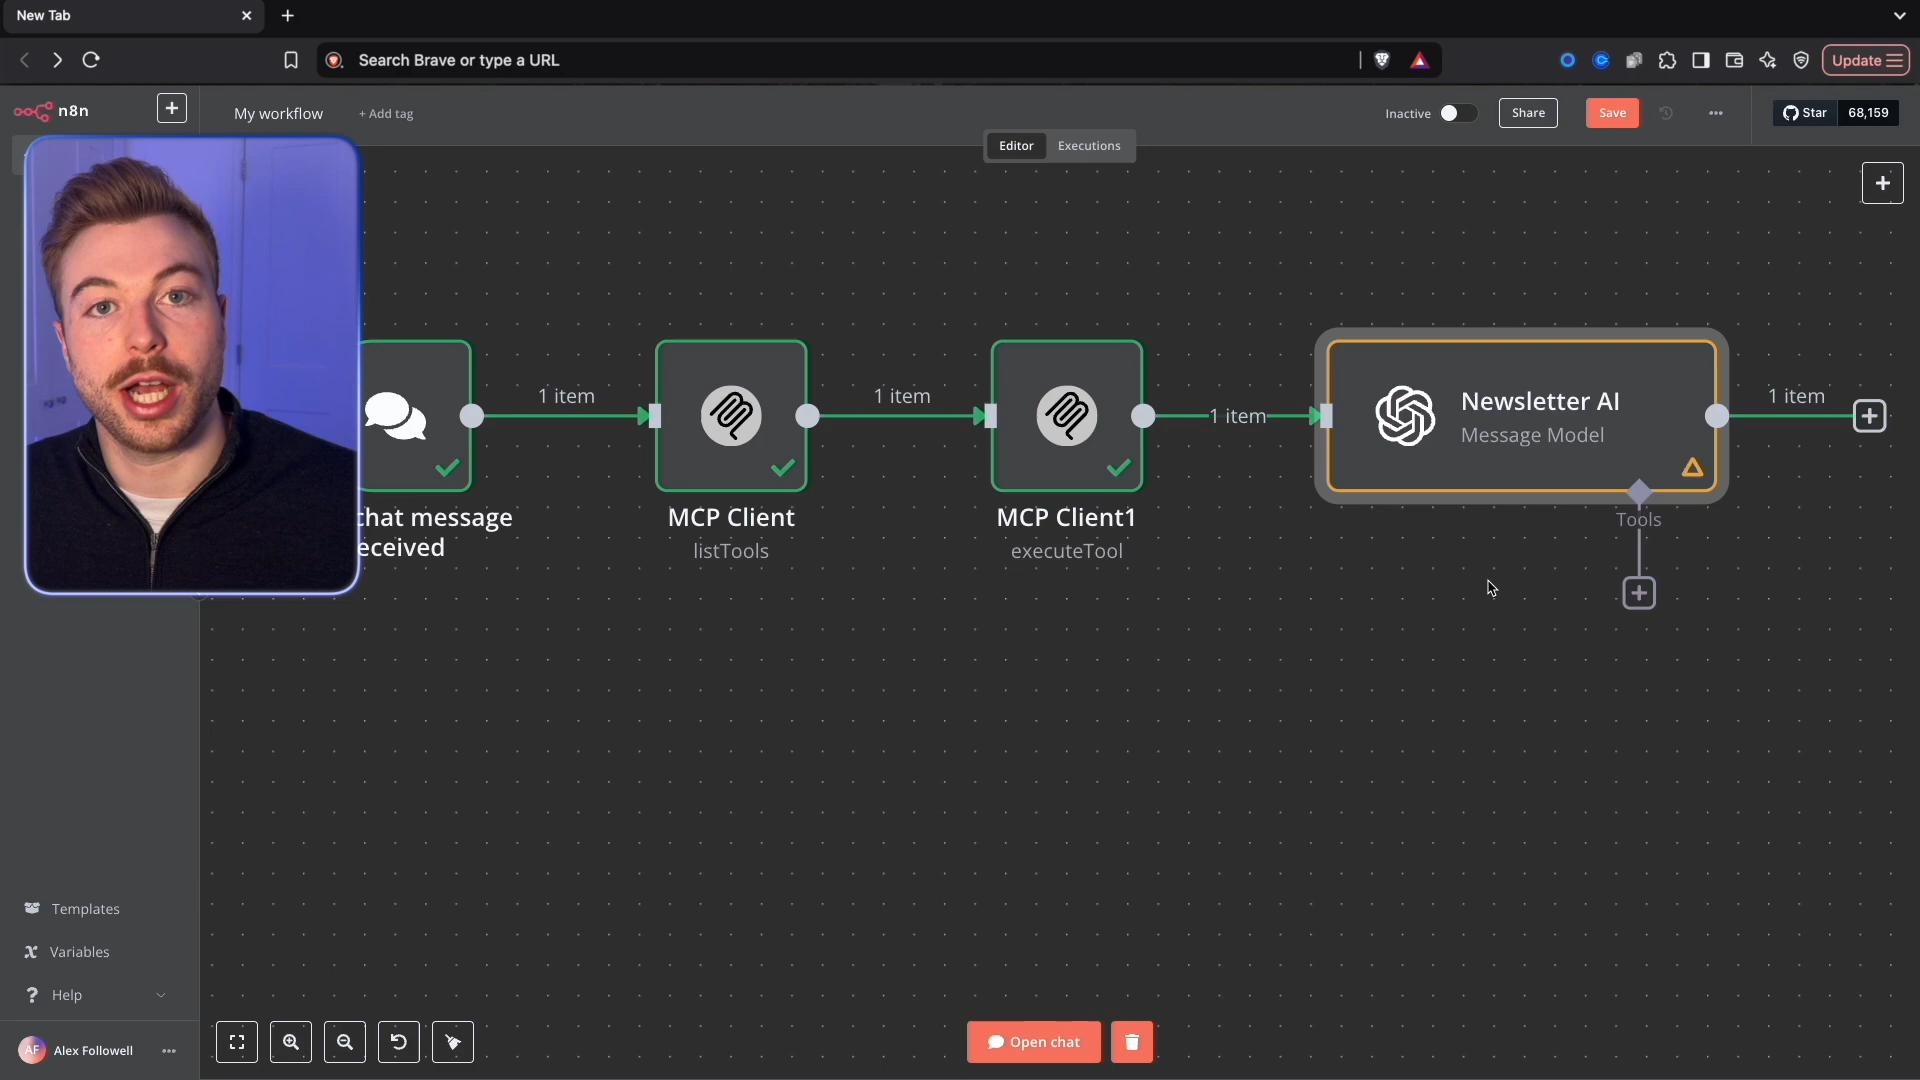 New Tab
Search Brave or type a URL
Update
n8n
My workflow
+ Add tag
Inactive
Share
Save
Star
68,159
Editor
Executions
1 item
1 item
1 item
1 item
Newsletter AI
Message Model
Tools
chat message
eceived
MCP Client
listTools
MCP Client1
executeTool
Templates
Variables
Help
AF
Alex Followell
Open chat